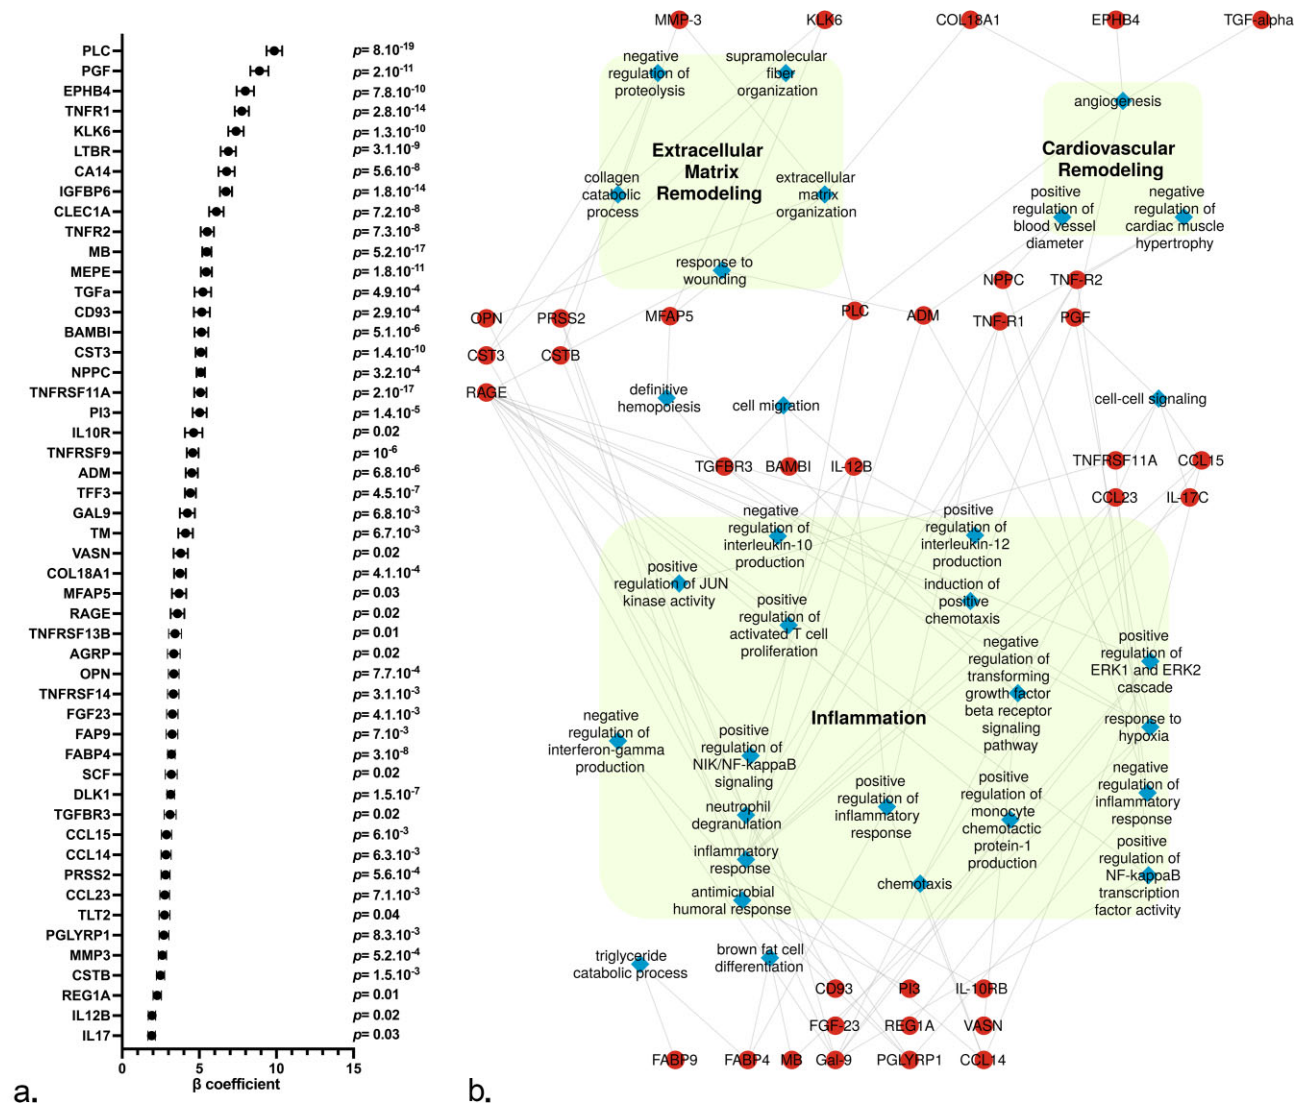 PLC p= 8.10-19
PGF p= 2.10-11
EPHB4 p= 7.8.10-10
TNFR1 p= 2.8.10-14
KLK6 p= 1.3.10-10
LTBR p= 3.1.10-9
CA14 p= 5.6.10-8
IGFBP6 p= 1.8.10-14
CLEC1A p= 7.2.10-8
TNFR2 p= 7.3.10-8
MB p= 5.2.10-17
MEPE p= 1.8.10-11
TGFa p= 4.9.10-4
CD93 p= 2.9.10-4
BAMBI p= 5.1.10-6
CST3 p= 1.4.10-10
NPPC p= 3.2.10-4
TNFRSF11A p= 2.10-17
PI3 p= 1.4.10-5
IL10R p= 0.02
TNFRSF9 p= 10-6
ADM p= 6.8.10-6
TFF3 p= 4.5.10-7
GAL9 p= 6.8.10-3
TM p= 6.7.10-3
VASN p= 0.02
COL18A1 p= 4.1.10-4
MFAP5 p= 0.03
RAGE p= 0.02
TNFRSF13B p= 0.01
AGRP p= 0.02
OPN p= 7.7.10-4
TNFRSF14 p= 3.1.10-3
FGF23 p= 4.1.10-3
FAP9 p= 7.10-3
FABP4 p= 3.10-8
SCF p= 0.02
DLK1 p= 1.5.10-7
TGFBR3 p= 0.02
CCL15 p= 6.10-3
CCL14 p= 6.3.10-3
PRSS2 p= 5.6.10-4
CCL23 p= 7.1.10-3
TLT2 p= 0.04
PGLYRP1 p= 8.3.10-3
MMP3 p= 5.2.10-4
CSTB p= 1.5.10-3
REG1A p= 0.01
IL12B p= 0.02
IL17 p= 0.03
0 5 10 15
β coefficient
a.
MMP-3 KLK6 COL18A1 EPHB4 TGF-alpha
negative
regulation of
proteolysis
supramolecular
fiber
organization
angiogenesis
Extracellular
Matrix
Remodeling
Cardiovascular
Remodeling
collagen
catabolic
process
extracellular
matrix
organization
positive
regulation of
blood vessel
diameter
negative
regulation of
cardiac muscle
hypertrophy
response to
wounding
NPPC TNF-R2
OPN PRSS2 MFAP5 PLC ADM TNF-R1 PGF
CST3 CSTB
RAGE
definitive
hemopoiesis
cell migration
cell-cell signaling
TGFBR3 BAMBI IL-12B TNFRSF11A CCL15
CCL23 IL-17C
negative
regulation of
interleukin-10
production
positive
regulation of
interleukin-12
production
positive
regulation of JUN
kinase activity
induction of
positive
chemotaxis
positive
regulation of
activated T cell
proliferation
negative
regulation of
transforming
growth factor
beta receptor
signaling
pathway
positive
regulation of
ERK1 and ERK2
cascade
Inflammation
response to
hypoxia
negative
regulation of
interferon-gamma
production
positive
regulation of
NIK/NF-kappaB
signaling
neutrophil
degranulation
positive
regulation of
inflammatory
response
positive
regulation of
monocyte
chemotactic
protein-1
production
negative
regulation of
inflammatory
response
inflammatory
response
chemotaxis
positive
regulation of
NF-kappaB
transcription
factor activity
antimicrobial
humoral response
triglyceride
catabolic process
brown fat cell
differentiation
CD93 PI3 IL-10RB
FGF-23 REG1A VASN
FABP9 FABP4 MB Gal-9 PGLYRP1 CCL14
b.